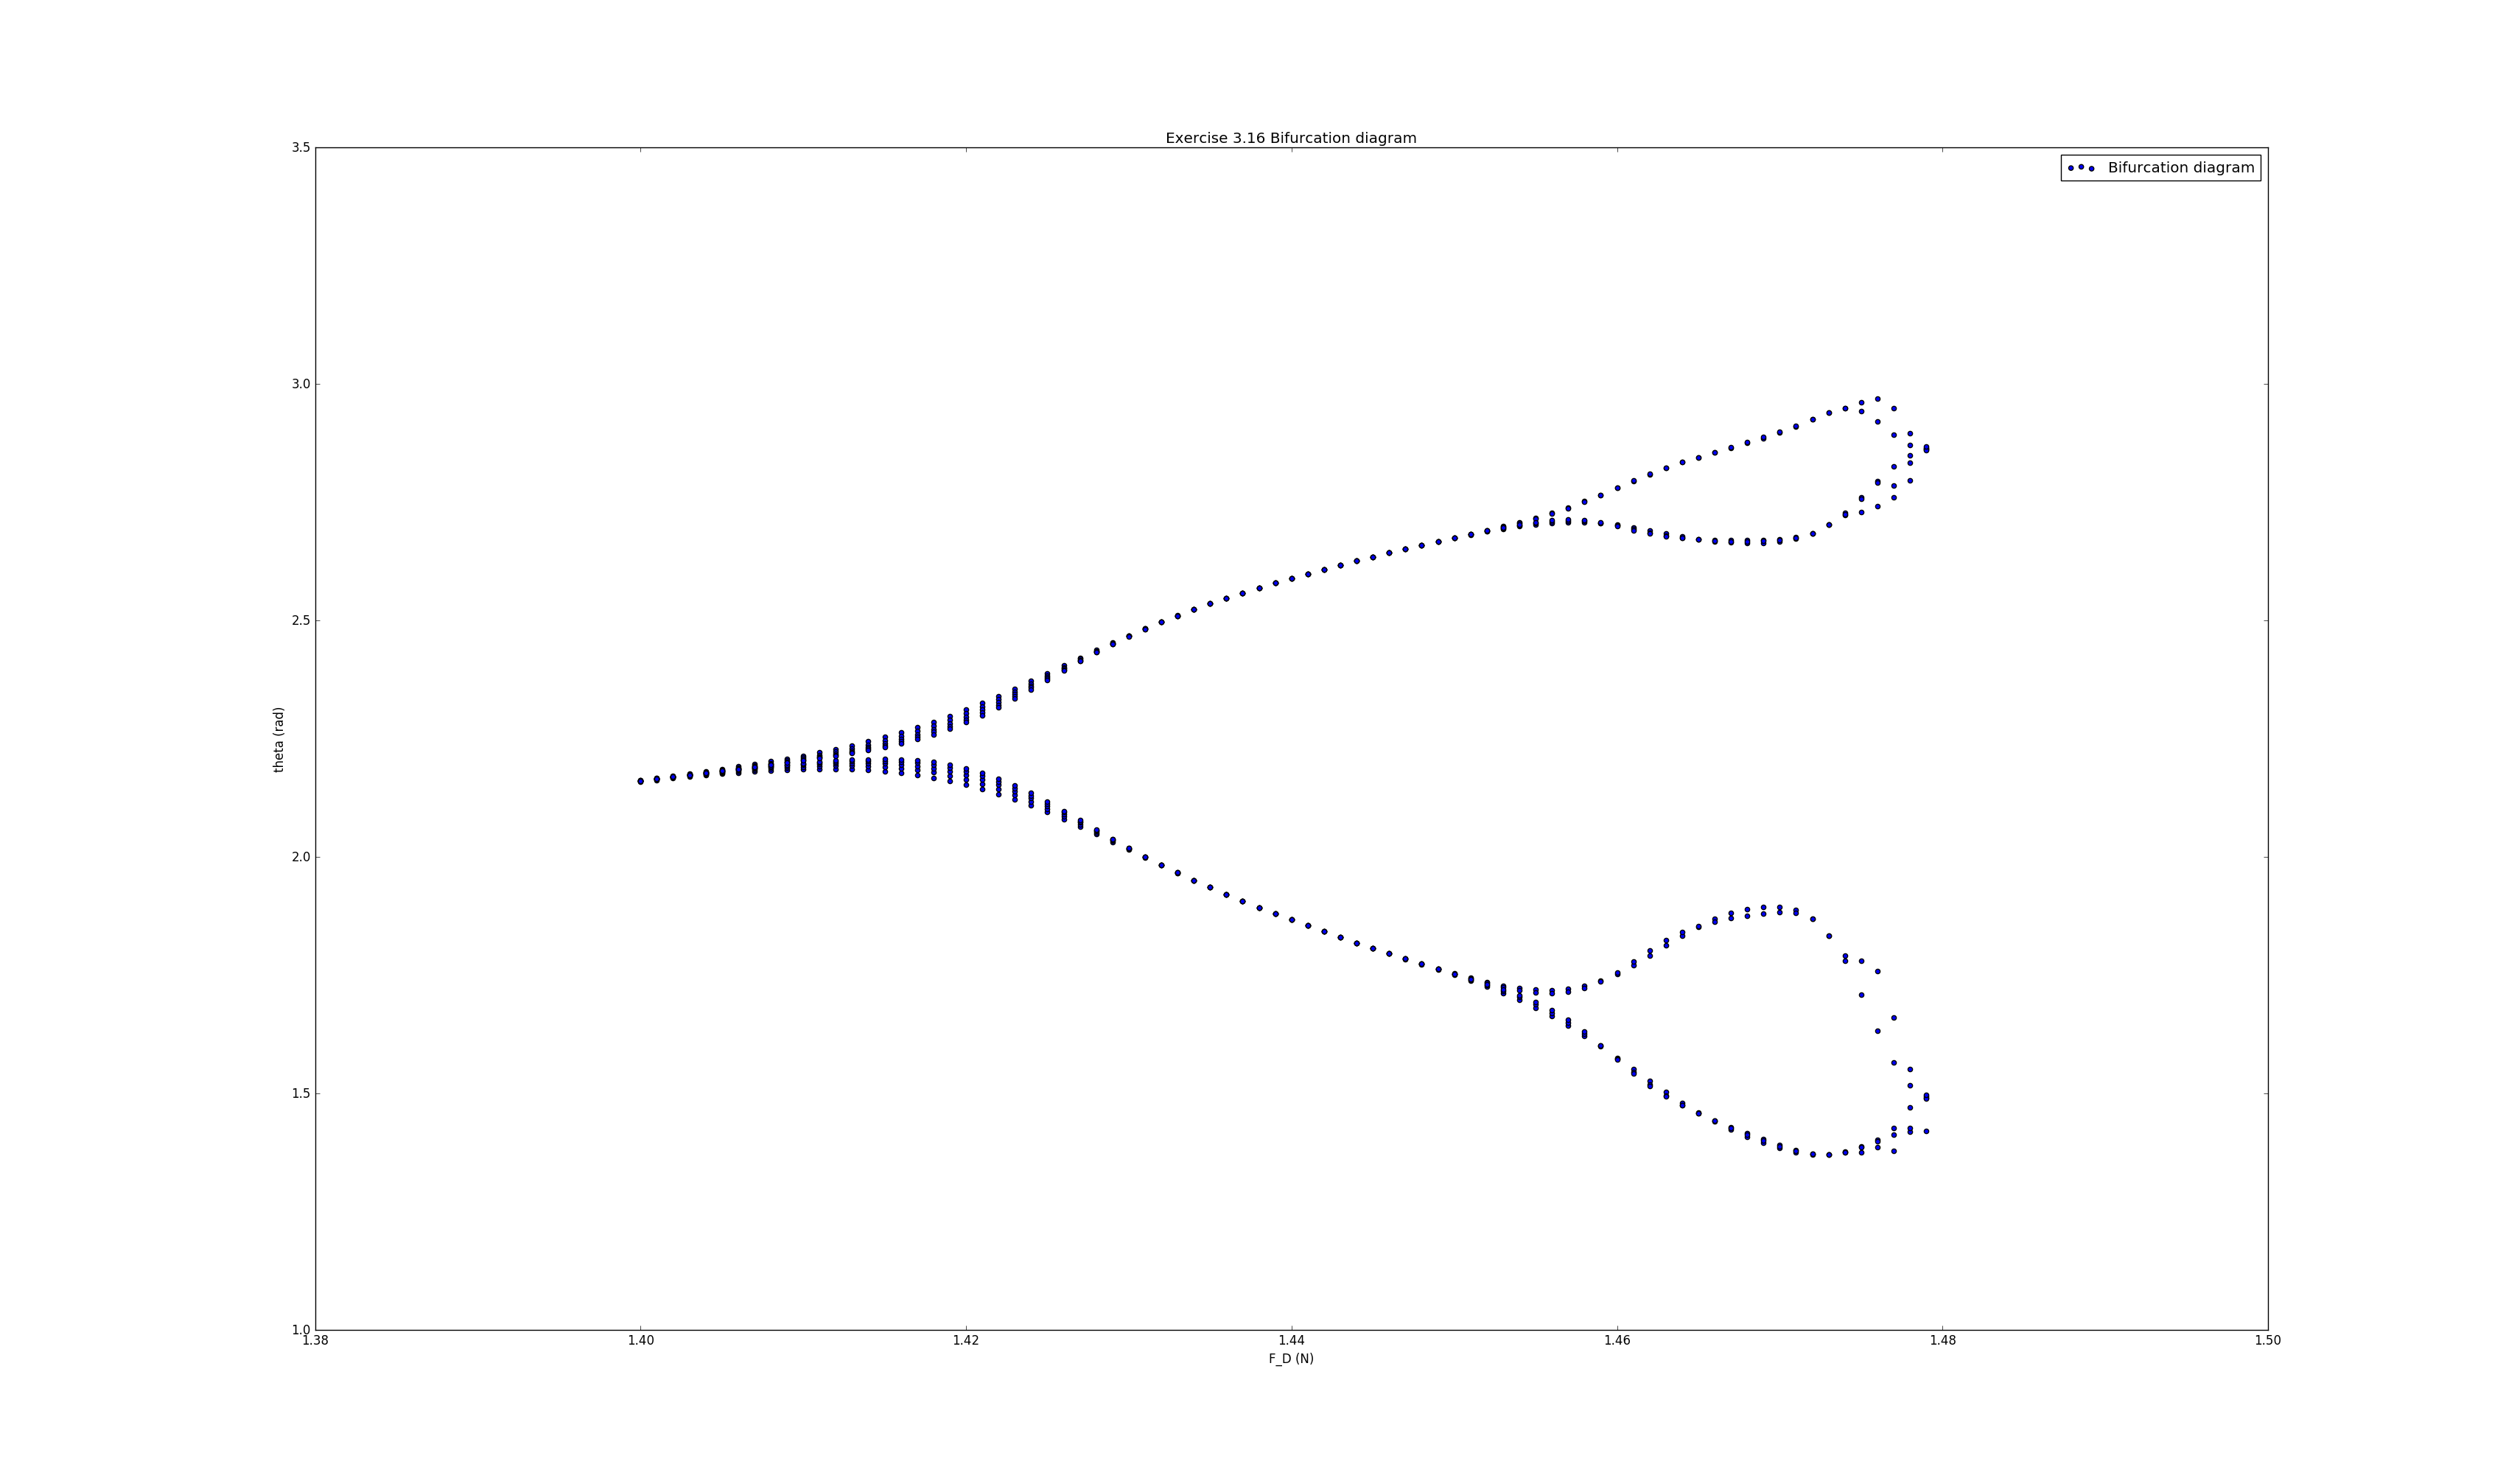 Exercise 3.16 Bifurcation diagram
Bifurcation diagram
3.5
3.0
2.5
2.0
1.5
1.0
theta (rad)
1.38 1.40 1.42 1.44 1.46 1.48 1.50
F_D (N)